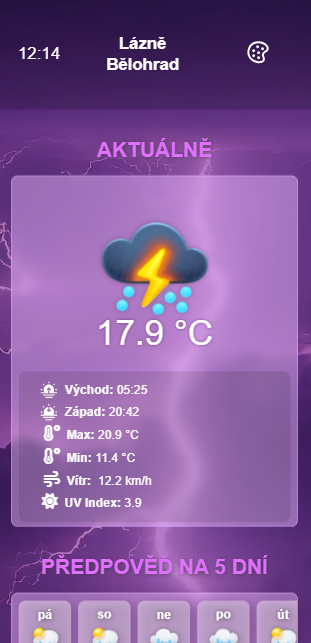 12:14
Lázně
Bělohrad
AKTUÁLNĚ
17.9 °C
Východ: 05:25
Západ: 20:42
Max: 20.9 °C
Min: 11.4 °C
Vítr: 12.2 km/h
UV Index: 3.9
PŘEDPOVĚĎ NA 5 DNÍ
pá so ne po út